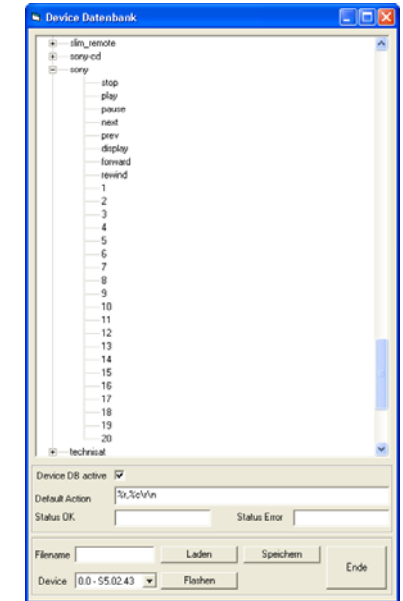 Device Datenbank
slim_remote
sony-cd
sony
stop
play
pause
next
prev
display
forward
rewind
1
2
3
4
5
6
7
8
9
10
11
12
13
14
15
16
17
18
19
20
technisat
Device DB active
Default Action %r,%c\r\n
Status OK Status Error
Filename Laden Speichern
Ende
Device 0.0 - S5.02.43 Flashen